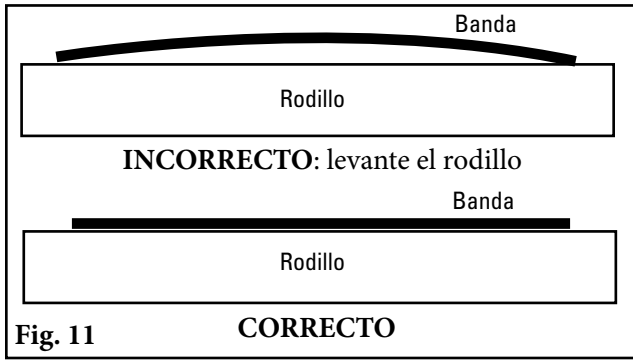 Banda
Rodillo
INCORRECTO: levante el rodillo
Banda
Rodillo
Fig. 11 CORRECTO